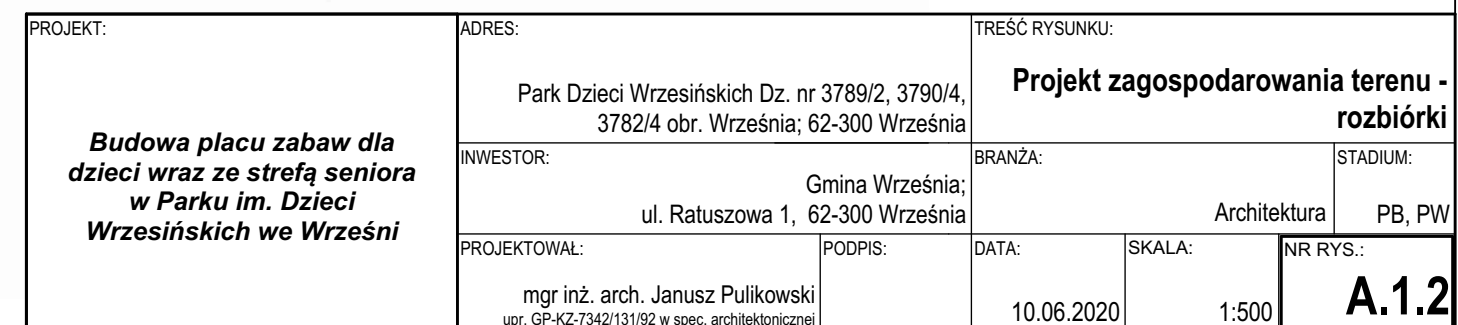 PROJEKT:
Budowa placu zabaw dla
dzieci wraz ze strefą seniora
w Parku im. Dzieci
Wrzesińskich we Wrześni
ADRES:
Park Dzieci Wrzesińskich Dz. nr 3789/2, 3790/4,
3782/4 obr. Września; 62-300 Września
TREŚĆ RYSUNKU:
Projekt zagospodarowania terenu -
rozbiórki
INWESTOR:
Gmina Września;
ul. Ratuszowa 1, 62-300 Września
BRANŻA:
Architektura
STADIUM:
PB, PW
PROJEKTOWAŁ:
mgr inż. arch. Janusz Pulikowski
upr. GP-KZ-7342/131/92 w spec. architektonicznej
PODPIS:
DATA:
10.06.2020
SKALA:
1:500
NR RYS.:
A.1.2